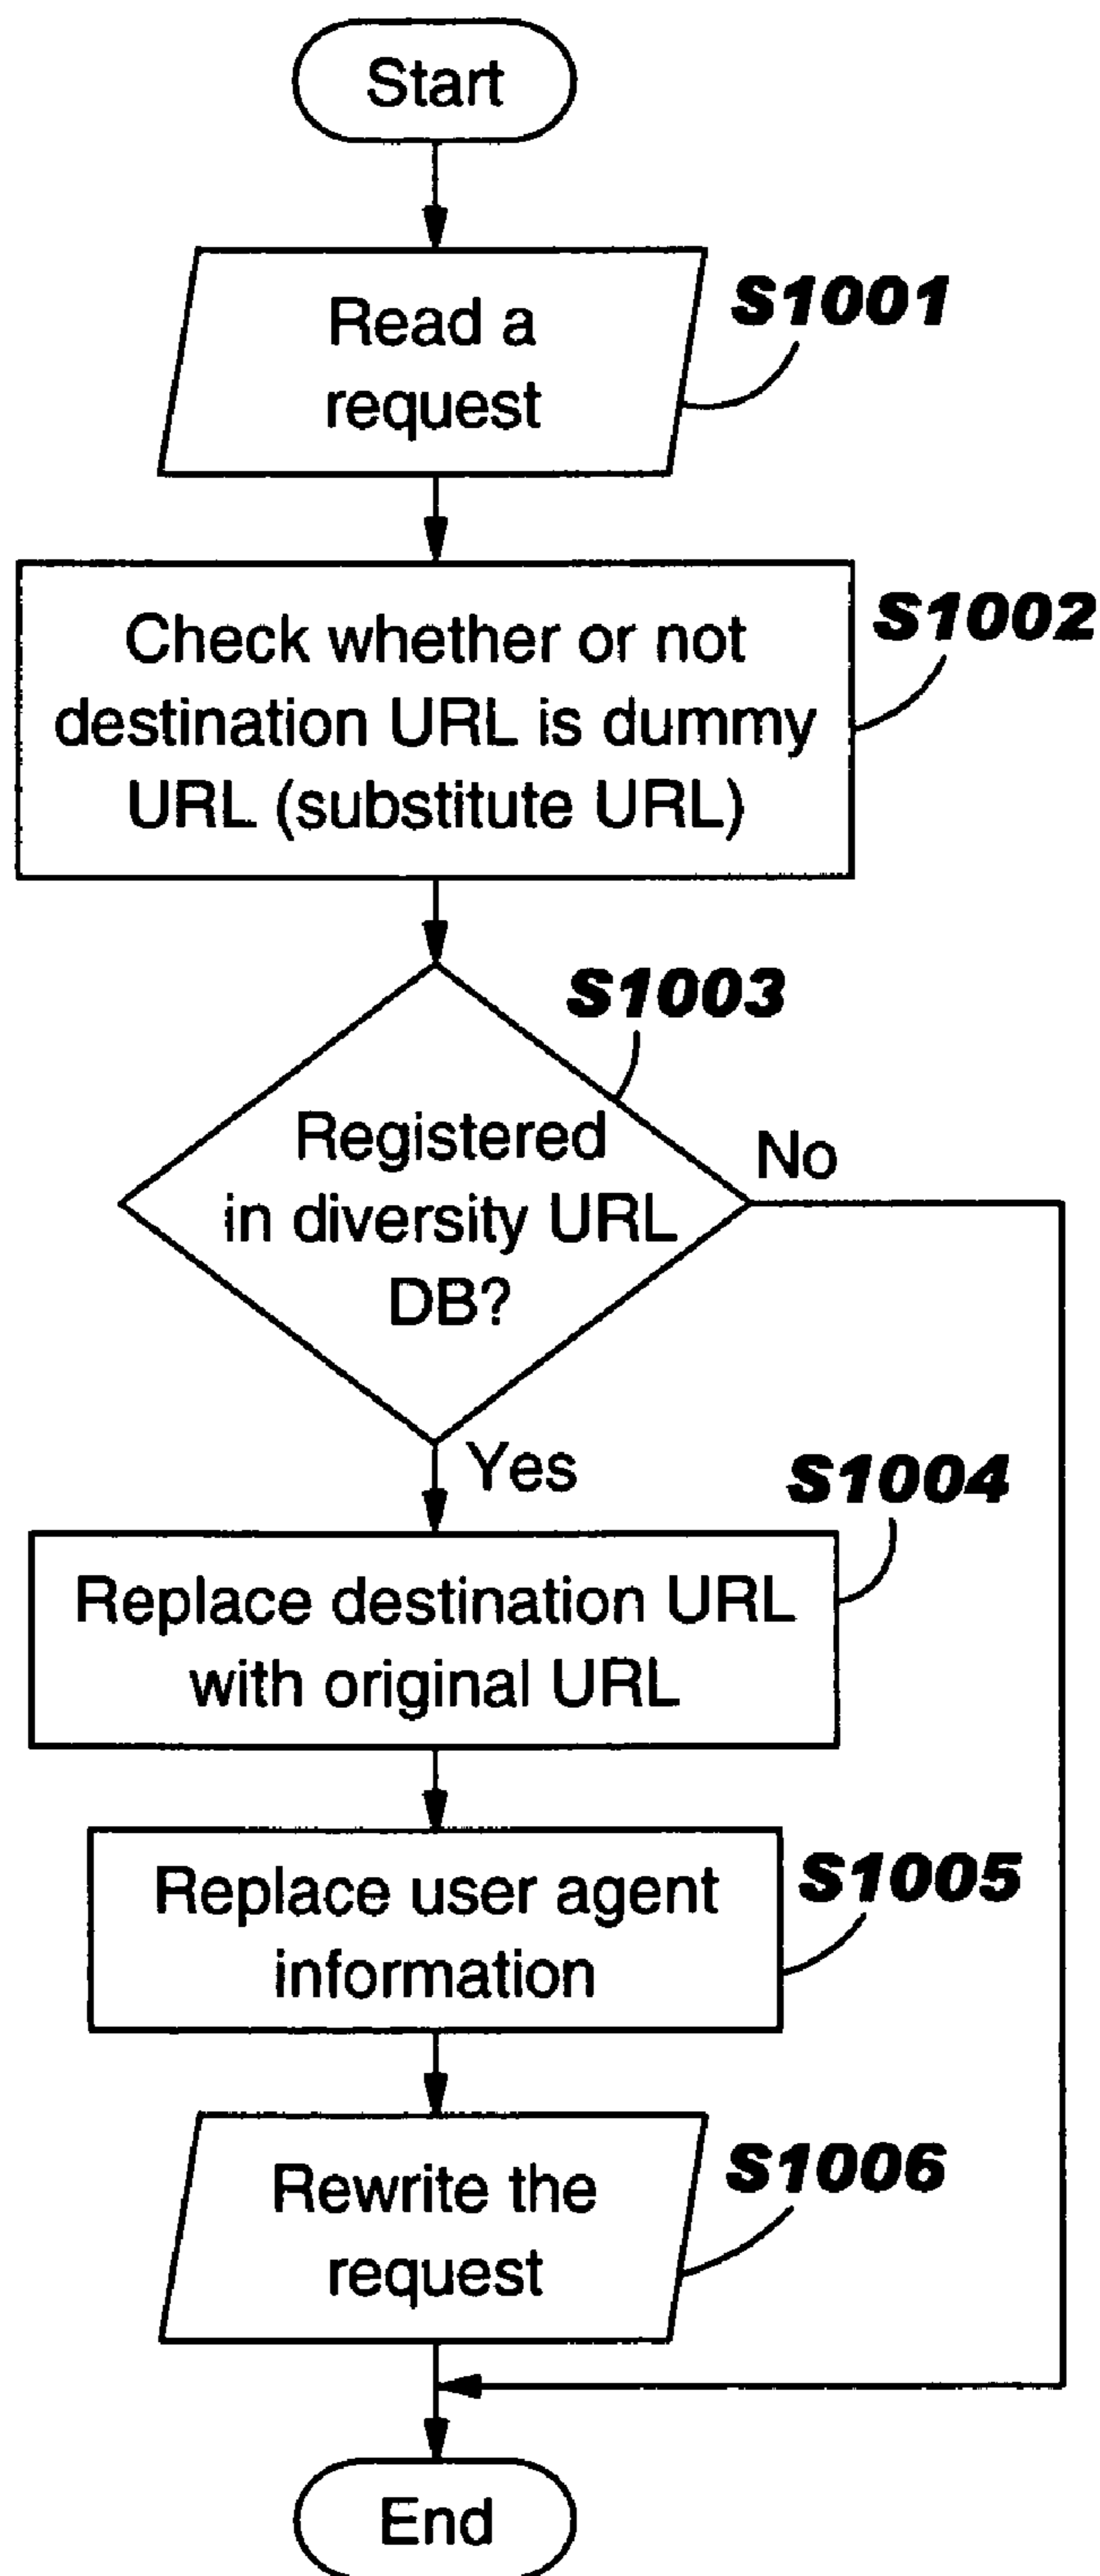 Start
Read a
request
S1001
Check whether or not
destination URL is dummy
URL (substitute URL)
S1002
S1003
Registered
in diversity URL
DB?
No
Yes
S1004
Replace destination URL
with original URL
Replace user agent
information
S1005
Rewrite the
request
S1006
End